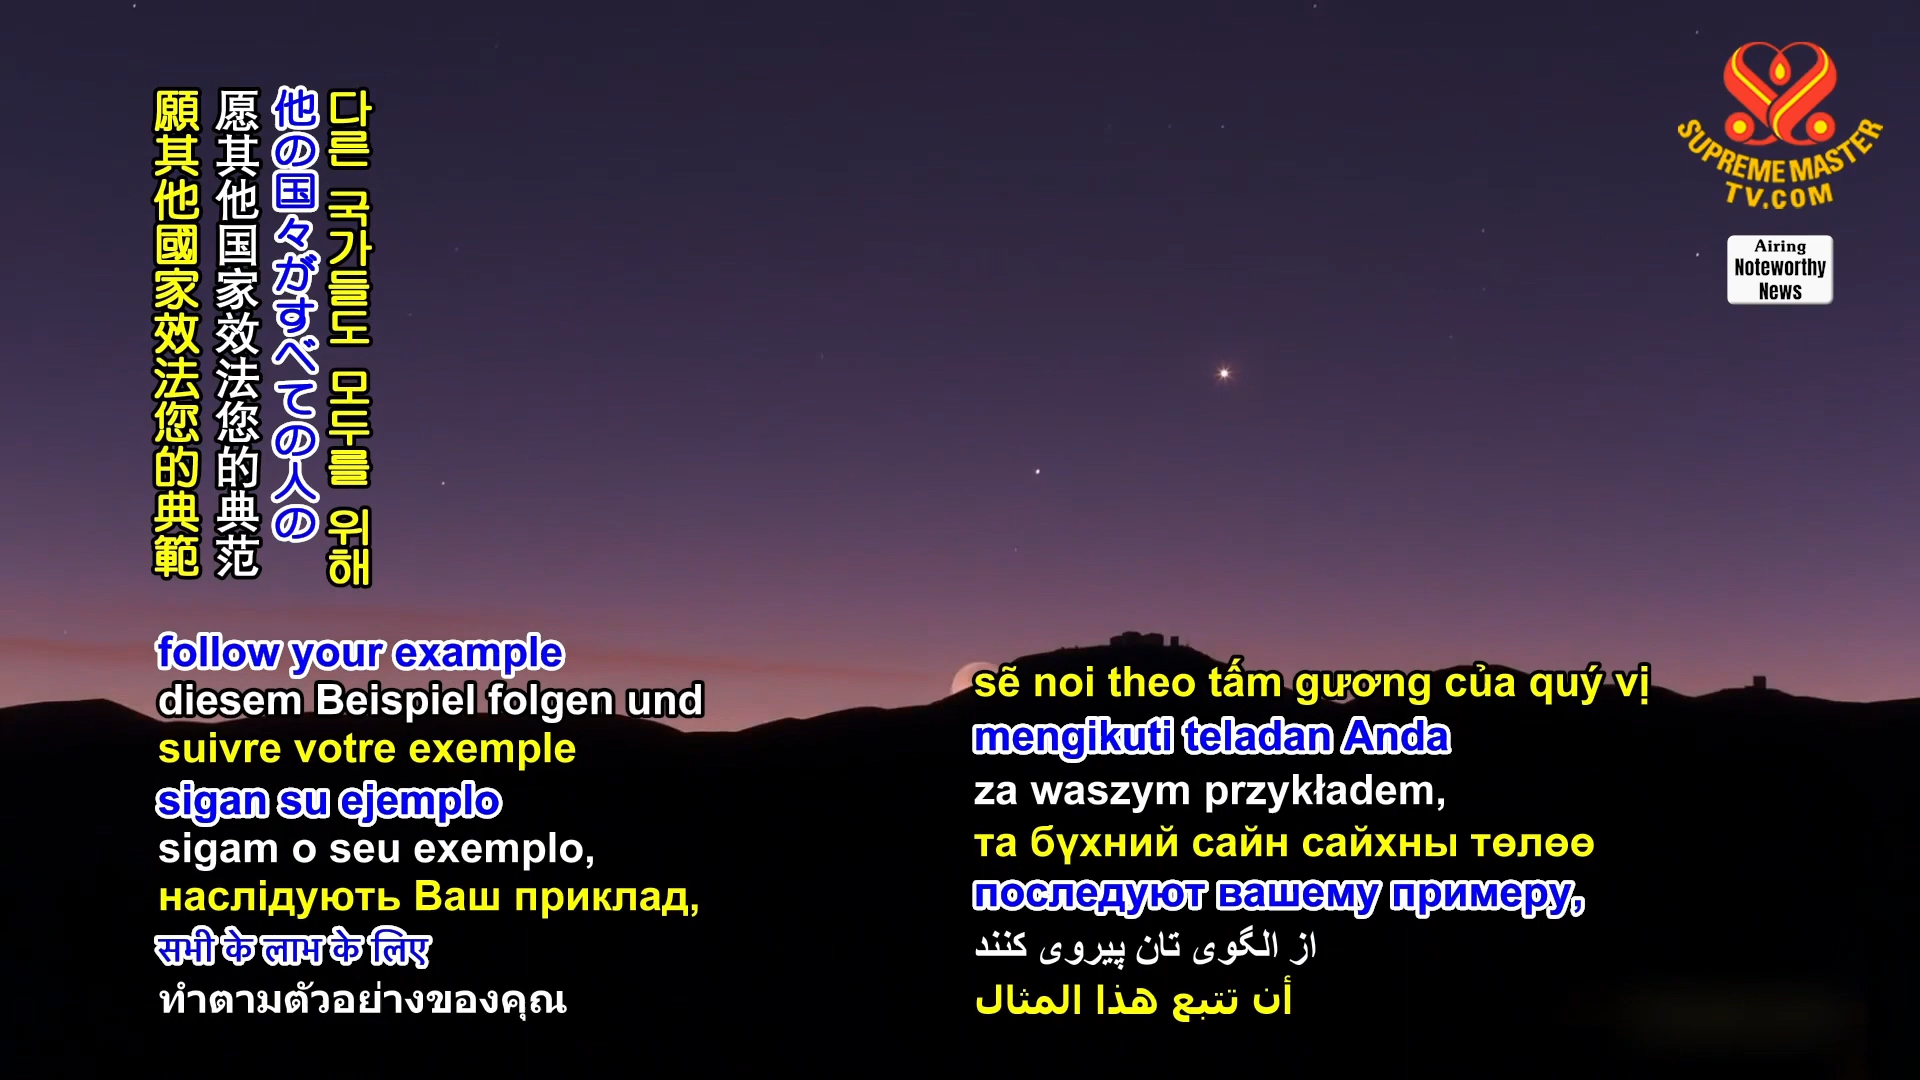 願其他國家效法您的典範
愿其他国家效法您的典范
他の国々がすべての人の
다른 국가들도 모두를 위해
SUPREME MASTER
TV.COM
Airing
Noteworthy
News
follow your example
diesem Beispiel folgen und
suivre votre exemple
sigan su ejemplo
sigam o seu exemplo,
наслідують Ваш приклад,
सभी के लाभ के लिए
ทำตามตัวอย่างของคุณ
sẽ noi theo tấm gương của quý vị
mengikuti teladan Anda
za waszym przykładem,
та бүхний сайн сайхны төлөө
последуют вашему примеру,
از الگوی تان پیروی کنند
أن تتبع هذا المثال